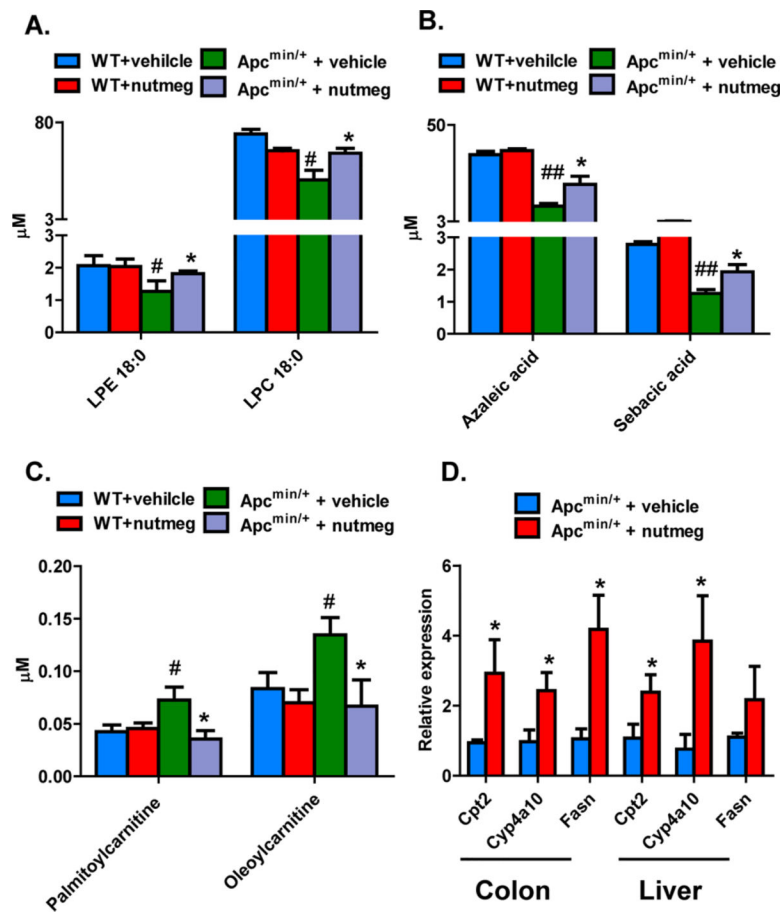 A.
WT+vehilcle
Apcmin/+ + vehicle
WT+nutmeg
Apcmin/+ + nutmeg
80
3
3
2
1
0
μM
#
*
#
*
LPE 18:0
LPC 18:0
B.
WT+vehilcle
Apcmin/+ + vehicle
WT+nutmeg
Apcmin/+ + nutmeg
50
3
3
2
1
0
μM
##
*
##
*
Azaleic acid
Sebacic acid
C.
WT+vehilcle
Apcmin/+ + vehicle
WT+nutmeg
Apcmin/+ + nutmeg
0.20
0.15
0.10
0.05
0.00
μM
#
*
#
*
Palmitoylcarnitine
Oleoylcarnitine
D.
Apcmin/+ + vehicle
Apcmin/+ + nutmeg
6
4
2
0
Relative expression
*
*
*
*
*
Cpt2
Cyp4a10
Fasn
Cpt2
Cyp4a10
Fasn
Colon
Liver